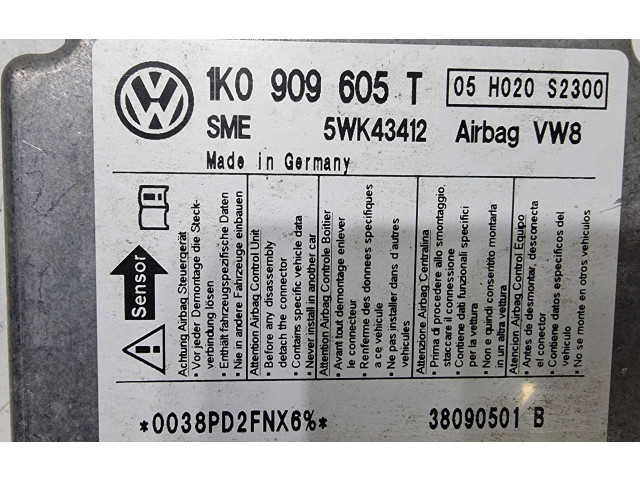 1K0 909 605 T
05 H020 S2300
SME 5WK43412 Airbag VW8
Made in Germany
Sensor
Achtung Airbag Steuergerät
• Vor jeder Demontage die Steck-
verbindung lösen
• Enthält fahrzeugspezifische Daten
• Nie in andere Fahrzeuge einbauen
Attention Airbag Control Unit
• Before any disassembly
detach the connector
• Contains specific vehicle data
• Never install in another car
Attention Airbag Controle Boitier
• Avant tout demontage enlever
le connecteur
• Renferme des données specifiques
a ce vehicule
• Ne pas installer dans d'autres
vehicules
Attenzione Airbag Centralina
• Prima di procedere allo smontaggio,
staccare il connessione
• Contiene dati funzionali specifici
per la vettura
• Non e quindi consentito montarla
in un altra vettura
Atencion Airbag Control Equipo
• Antes de desmontar, desconecta
el conector
• Contiene datos especificos del
vehiculo
• No se monte en otros vehiculos
*0038PD2FNX6%*
38090501 B